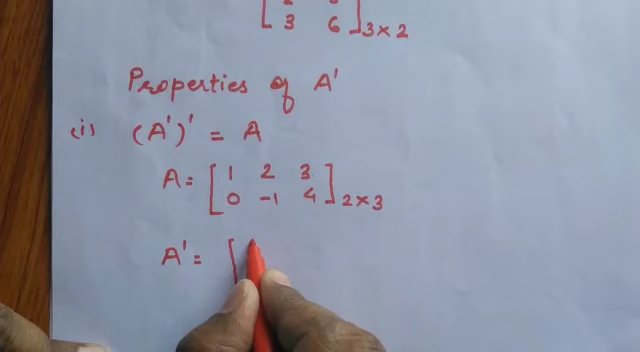 3 6 ]3×2
Properties of A'
(i) (A')' = A
A = [ 1 2 3
0 -1 4 ]2×3
A' = [